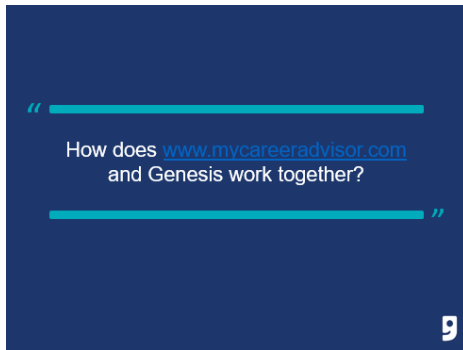 “
How does www.mycareeradvisor.com
and Genesis work together?
”